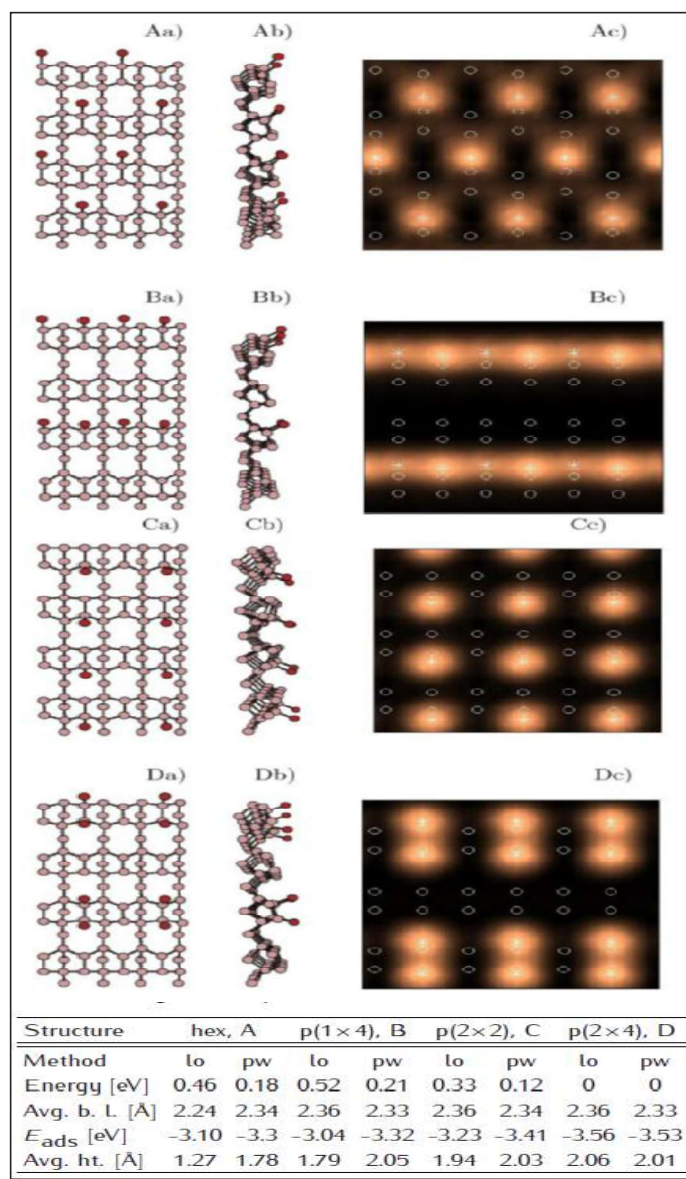 Aa) Ab) Ac)
Ba) Bb) Bc)
Ca) Cb) Cc)
Da) Db) Dc)
Structure hex, A p(1×4), B p(2×2), C p(2×4), D
Method lo pw lo pw lo pw lo pw
Energy [eV] 0.46 0.18 0.52 0.21 0.33 0.12 0 0
Avg. b. l. [Å] 2.24 2.34 2.36 2.33 2.36 2.34 2.36 2.33
Eads [eV] –3.10 –3.3 –3.04 –3.32 –3.23 –3.41 –3.56 –3.53
Avg. ht. [Å] 1.27 1.78 1.79 2.05 1.94 2.03 2.06 2.01